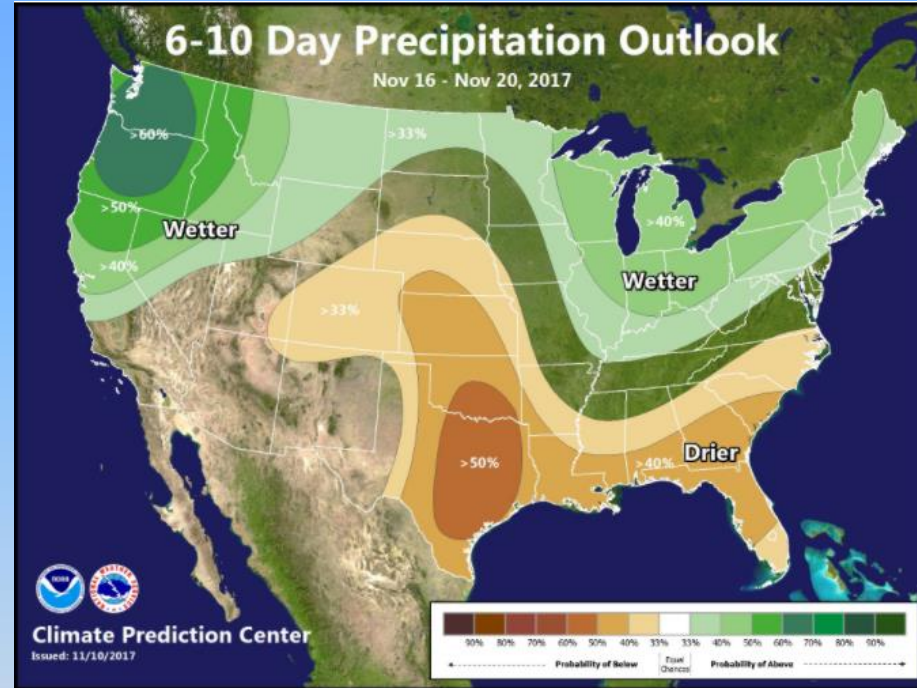 6-10 Day Precipitation Outlook
Nov 16 - Nov 20, 2017
>60%
>33%
>50%
Wetter
>40%
>40%
Wetter
>33%
>50%
>40%
Drier
NOAA
Climate Prediction Center
Issued: 11/10/2017
90% 80% 70% 60% 50% 40% 33% 33% 40% 50% 60% 70% 80% 90%
Probability of Below Equal Chances Probability of Above